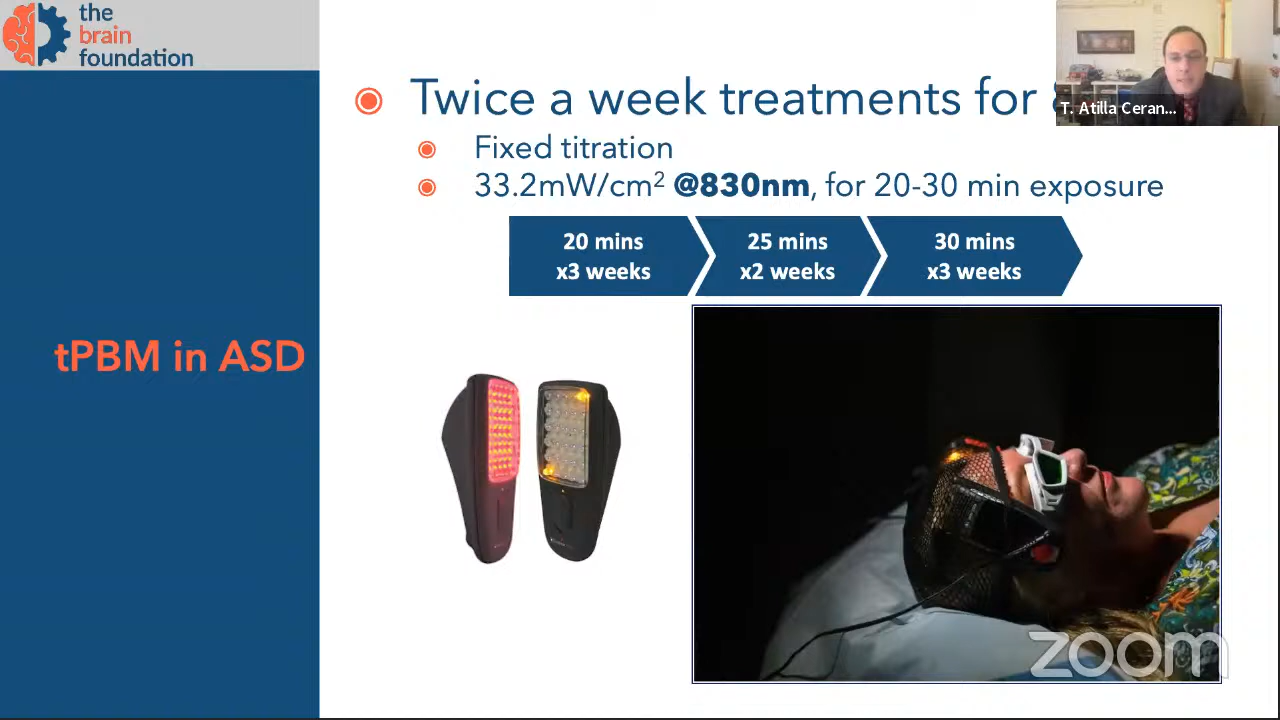 the
brain
foundation
Twice a week treatments for
T. Atilla Ceran...
Fixed titration
33.2mW/cm² @830nm, for 20-30 min exposure
20 mins
x3 weeks
25 mins
x2 weeks
30 mins
x3 weeks
tPBM in ASD
zoom